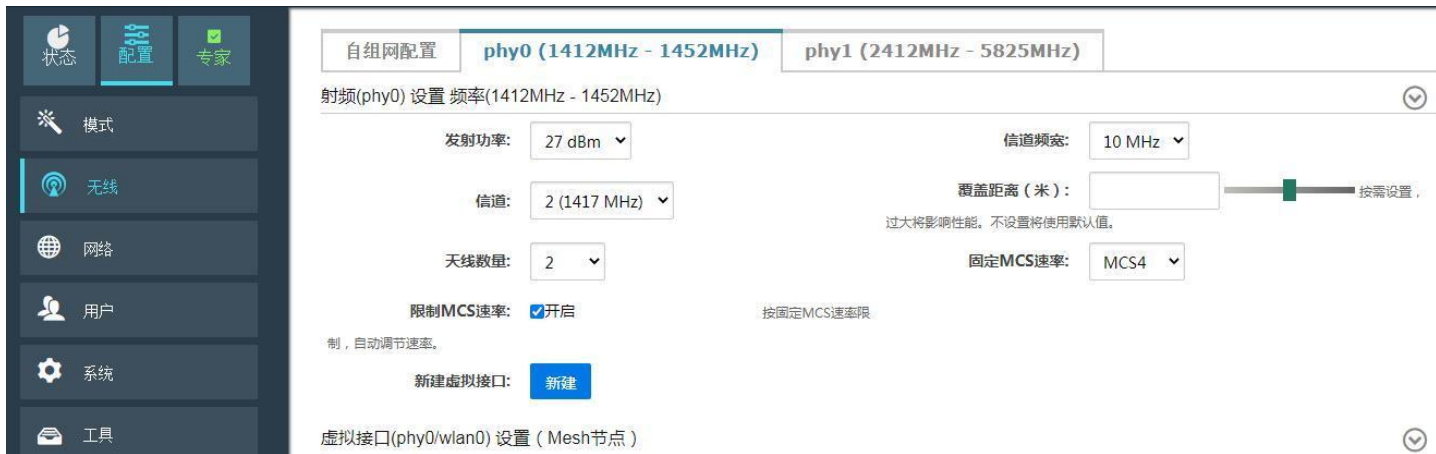 状态
配置
专家
模式
无线
网络
用户
系统
工具
自组网配置
phy0 (1412MHz - 1452MHz)
phy1 (2412MHz - 5825MHz)
射频(phy0) 设置 频率(1412MHz - 1452MHz)
发射功率: 27 dBm
信道频宽: 10 MHz
信道: 2 (1417 MHz)
覆盖距离（米）: 按需设置，
过大将影响性能。不设置将使用默认值。
天线数量: 2
固定MCS速率: MCS4
限制MCS速率: 开启 按固定MCS速率限
制，自动调节速率。
新建虚拟接口: 新建
虚拟接口(phy0/wlan0) 设置（Mesh节点）